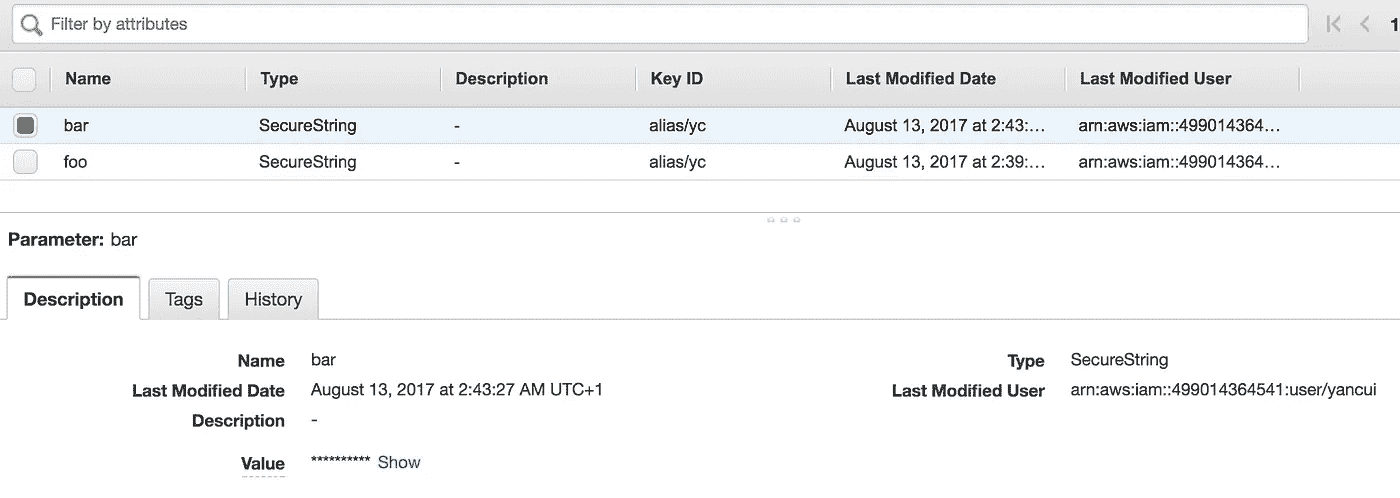 Filter by attributes
1
Name Type Description Key ID Last Modified Date Last Modified User
bar SecureString - alias/yc August 13, 2017 at 2:43:… arn:aws:iam::499014364…
foo SecureString - alias/yc August 13, 2017 at 2:39:… arn:aws:iam::499014364…
Parameter: bar
Description Tags History
Name bar Type SecureString
Last Modified Date August 13, 2017 at 2:43:27 AM UTC+1 Last Modified User arn:aws:iam::499014364541:user/yancui
Description -
Value ********** Show